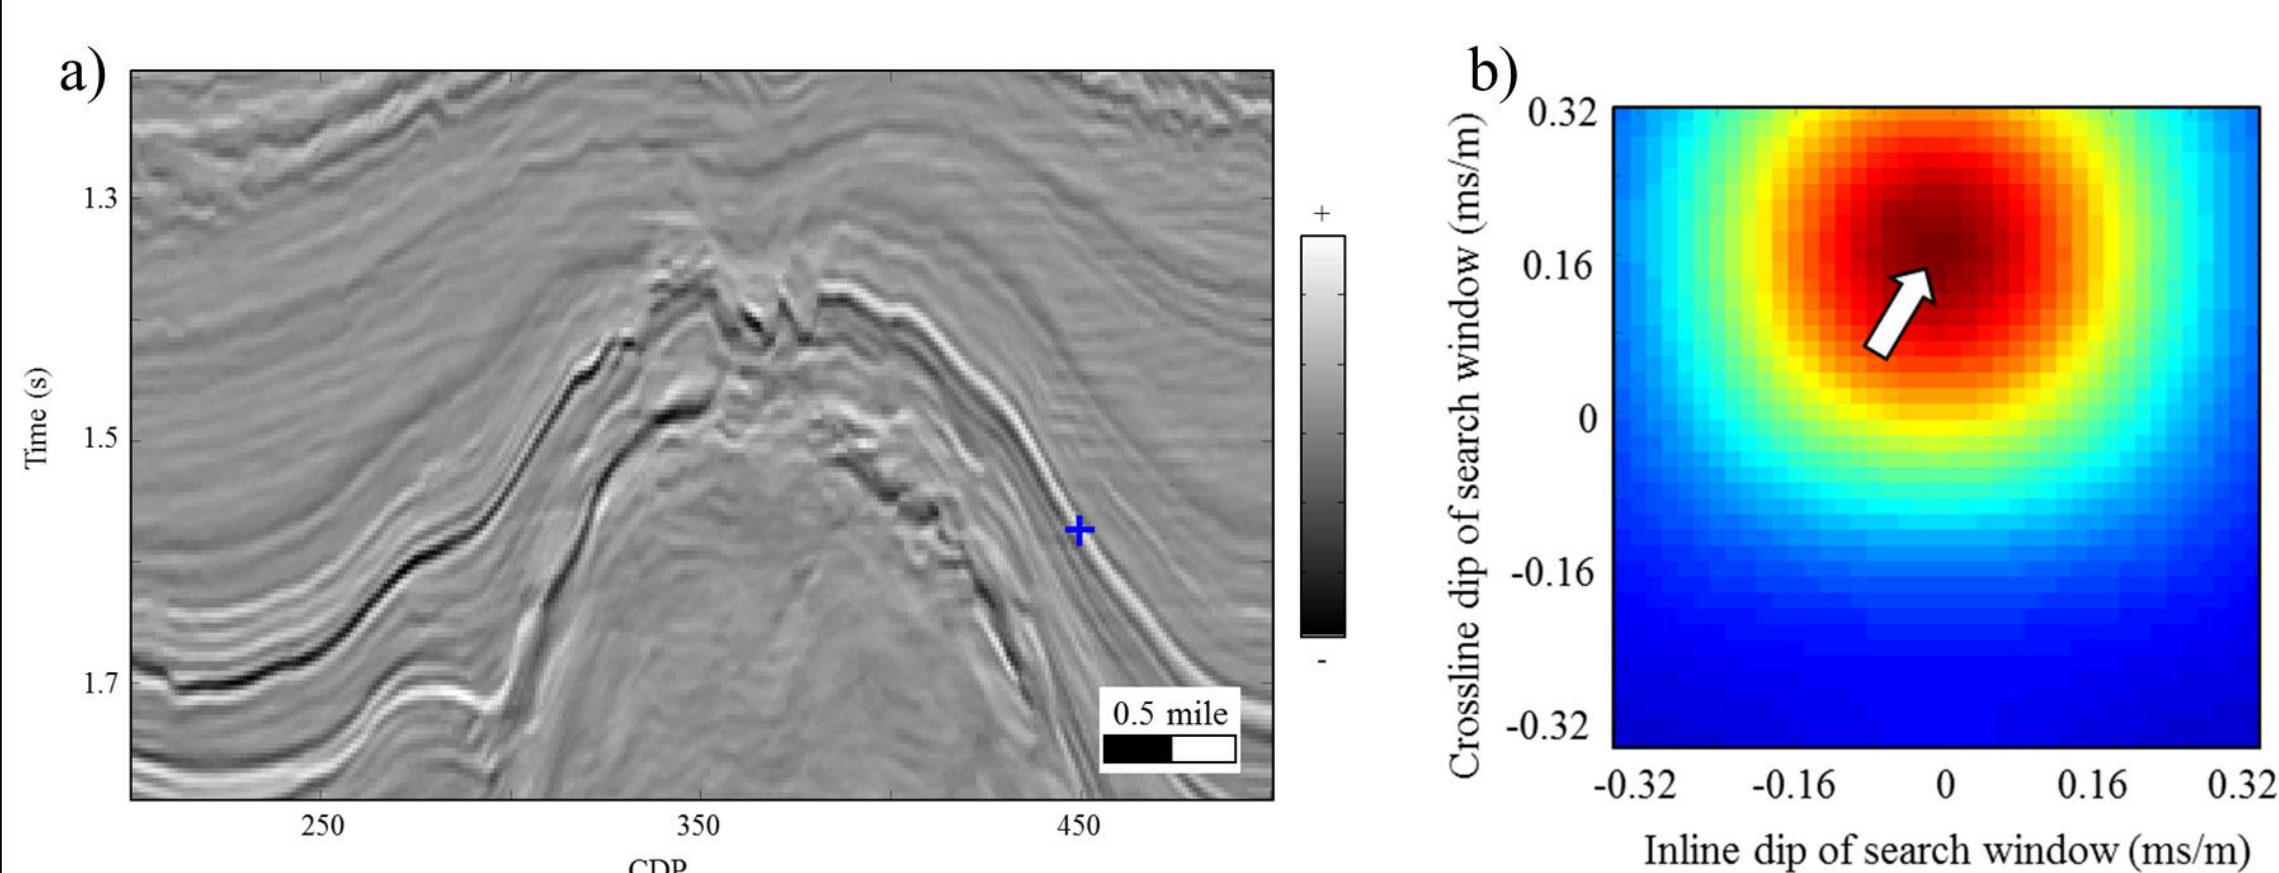 a)
1.3
1.5
1.7
Time (s)
250 350 450
CDP
0.5 mile
+
-
b)
0.32
0.16
0
-0.16
-0.32
Crossline dip of search window (ms/m)
-0.32 -0.16 0 0.16 0.32
Inline dip of search window (ms/m)